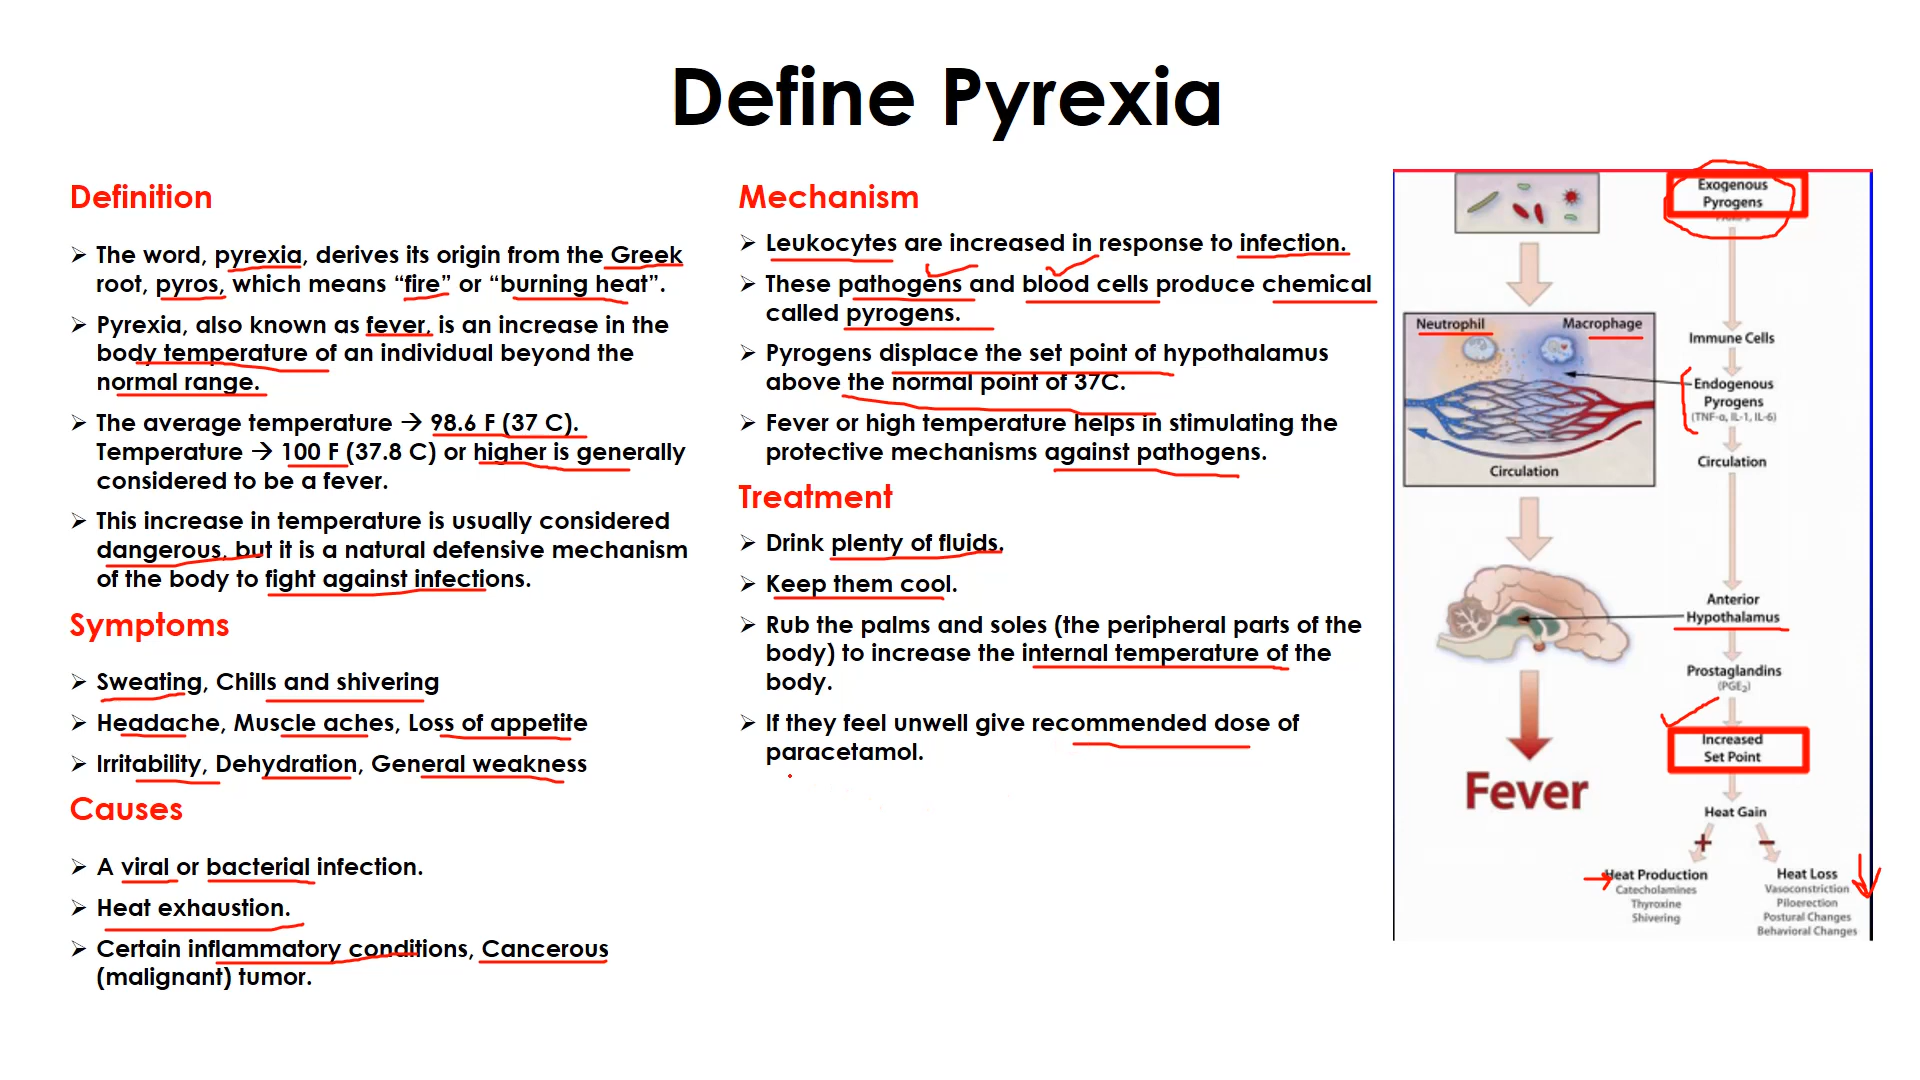 Define Pyrexia
Definition
➢ The word, pyrexia, derives its origin from the Greek
root, pyros, which means “fire” or “burning heat”.
➢ Pyrexia, also known as fever, is an increase in the
body temperature of an individual beyond the
normal range.
➢ The average temperature → 98.6 F (37 C).
Temperature → 100 F (37.8 C) or higher is generally
considered to be a fever.
➢ This increase in temperature is usually considered
dangerous, but it is a natural defensive mechanism
of the body to fight against infections.
Symptoms
➢ Sweating, Chills and shivering
➢ Headache, Muscle aches, Loss of appetite
➢ Irritability, Dehydration, General weakness
Causes
➢ A viral or bacterial infection.
➢ Heat exhaustion.
➢ Certain inflammatory conditions, Cancerous
(malignant) tumor.
Mechanism
➢ Leukocytes are increased in response to infection.
➢ These pathogens and blood cells produce chemical
called pyrogens.
➢ Pyrogens displace the set point of hypothalamus
above the normal point of 37C.
➢ Fever or high temperature helps in stimulating the
protective mechanisms against pathogens.
Treatment
➢ Drink plenty of fluids.
➢ Keep them cool.
➢ Rub the palms and soles (the peripheral parts of the
body) to increase the internal temperature of the
body.
➢ If they feel unwell give recommended dose of
paracetamol.
Exogenous
Pyrogens
Neutrophil
Macrophage
Circulation
Immune Cells
Endogenous
Pyrogens
(TNF-α, IL-1, IL-6)
Circulation
Anterior
Hypothalamus
Prostaglandins
(PGE2)
Increased
Set Point
Fever
Heat Gain
+
−
Heat Production
Catecholamines
Thyroxine
Shivering
Heat Loss
Vasoconstriction
Piloerection
Postural Changes
Behavioral Changes